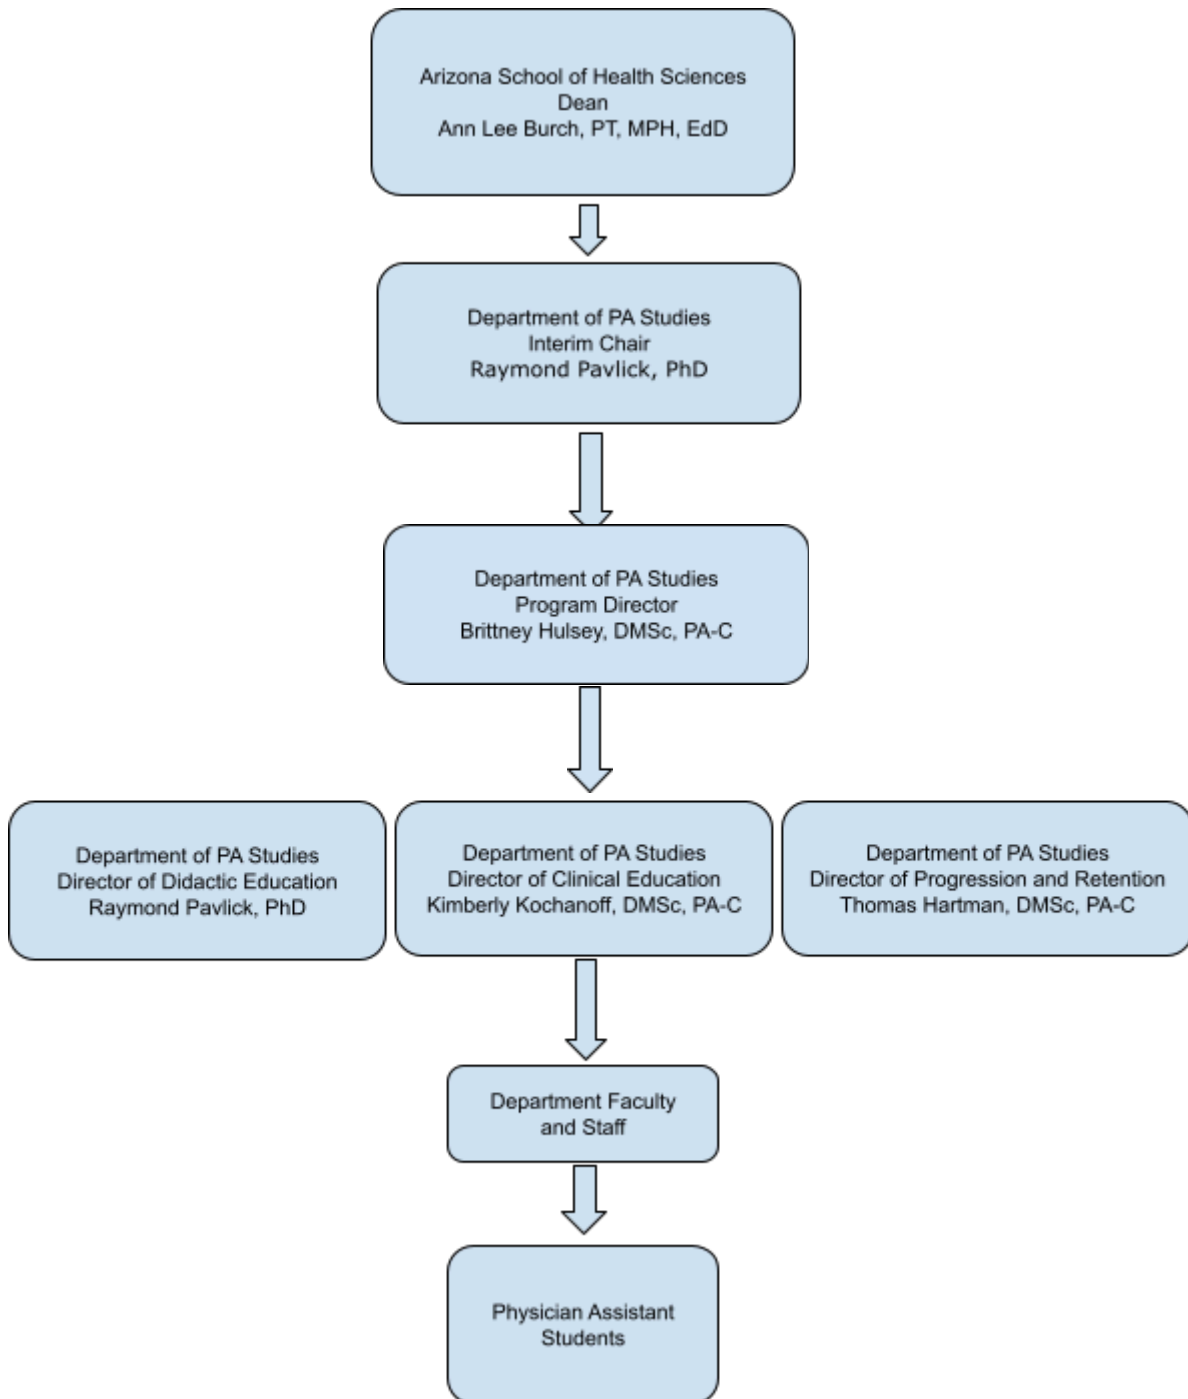 Arizona School of Health Sciences
Dean
Ann Lee Burch, PT, MPH, EdD
Department of PA Studies
Interim Chair
Raymond Pavlick, PhD
Department of PA Studies
Program Director
Brittney Hulsey, DMSc, PA-C
Department of PA Studies
Director of Didactic Education
Raymond Pavlick, PhD
Department of PA Studies
Director of Clinical Education
Kimberly Kochanoff, DMSc, PA-C
Department of PA Studies
Director of Progression and Retention
Thomas Hartman, DMSc, PA-C
Department Faculty
and Staff
Physician Assistant
Students